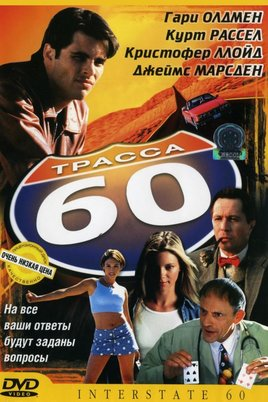 ГАРИ ОЛДМЕН
КУРТ РАССЕЛ
КРИСТОФЕР ЛЛОЙД
ДЖЕЙМС МАРСДЕН
ТРАССА
60
ОЧЕНЬ НИЗКАЯ ЦЕНА
На все
ваши ответы
будут заданы
вопросы
DVD
VIDEO
INTERSTATE 60